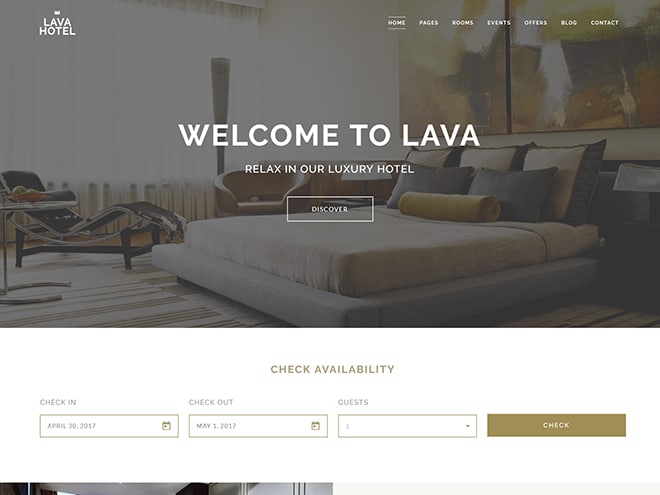 LAVA
HOTEL
HOME PAGES ROOMS EVENTS OFFERS BLOG CONTACT
WELCOME TO LAVA
RELAX IN OUR LUXURY HOTEL
DISCOVER
CHECK AVAILABILITY
CHECK IN CHECK OUT GUESTS
APRIL 30, 2017 MAY 1, 2017 1 CHECK